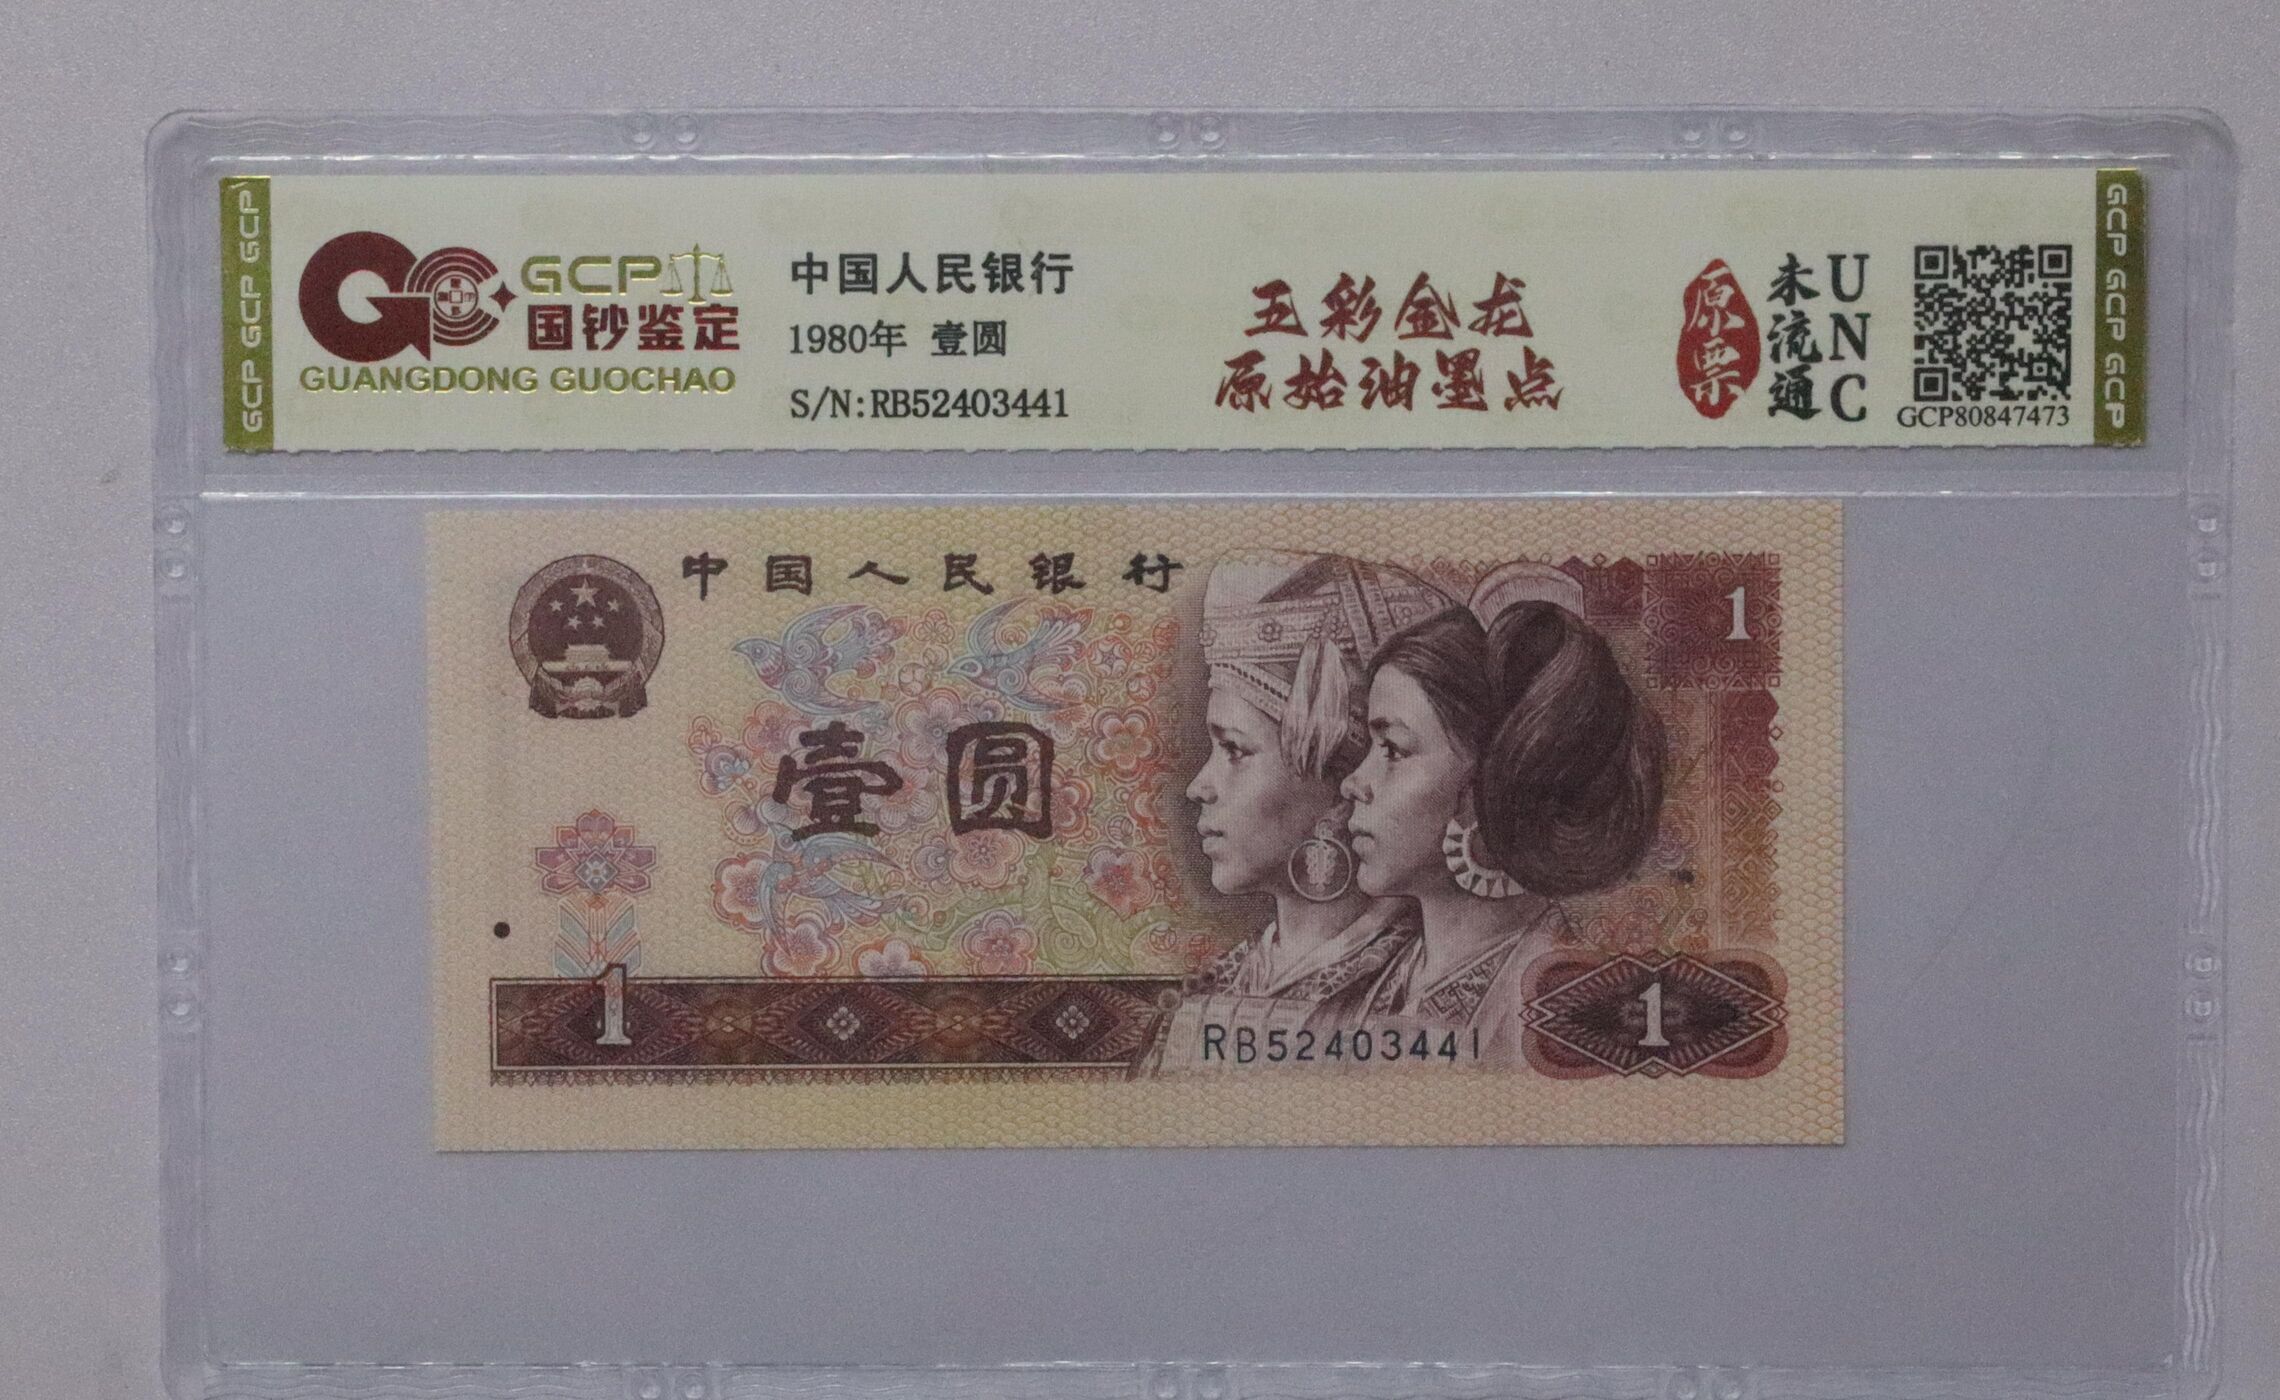 GCP GCP GCP
GCP
国钞鉴定
GUANGDONG GUOCHAO
中国人民银行
1980年 壹圆
S/N:RB52403441
五彩金龙
原始油墨点
原票
未流通
UNC
GCP80847473
GCP GCP GCP
中国人民银行
1
壹圆
1
RB52403441
1